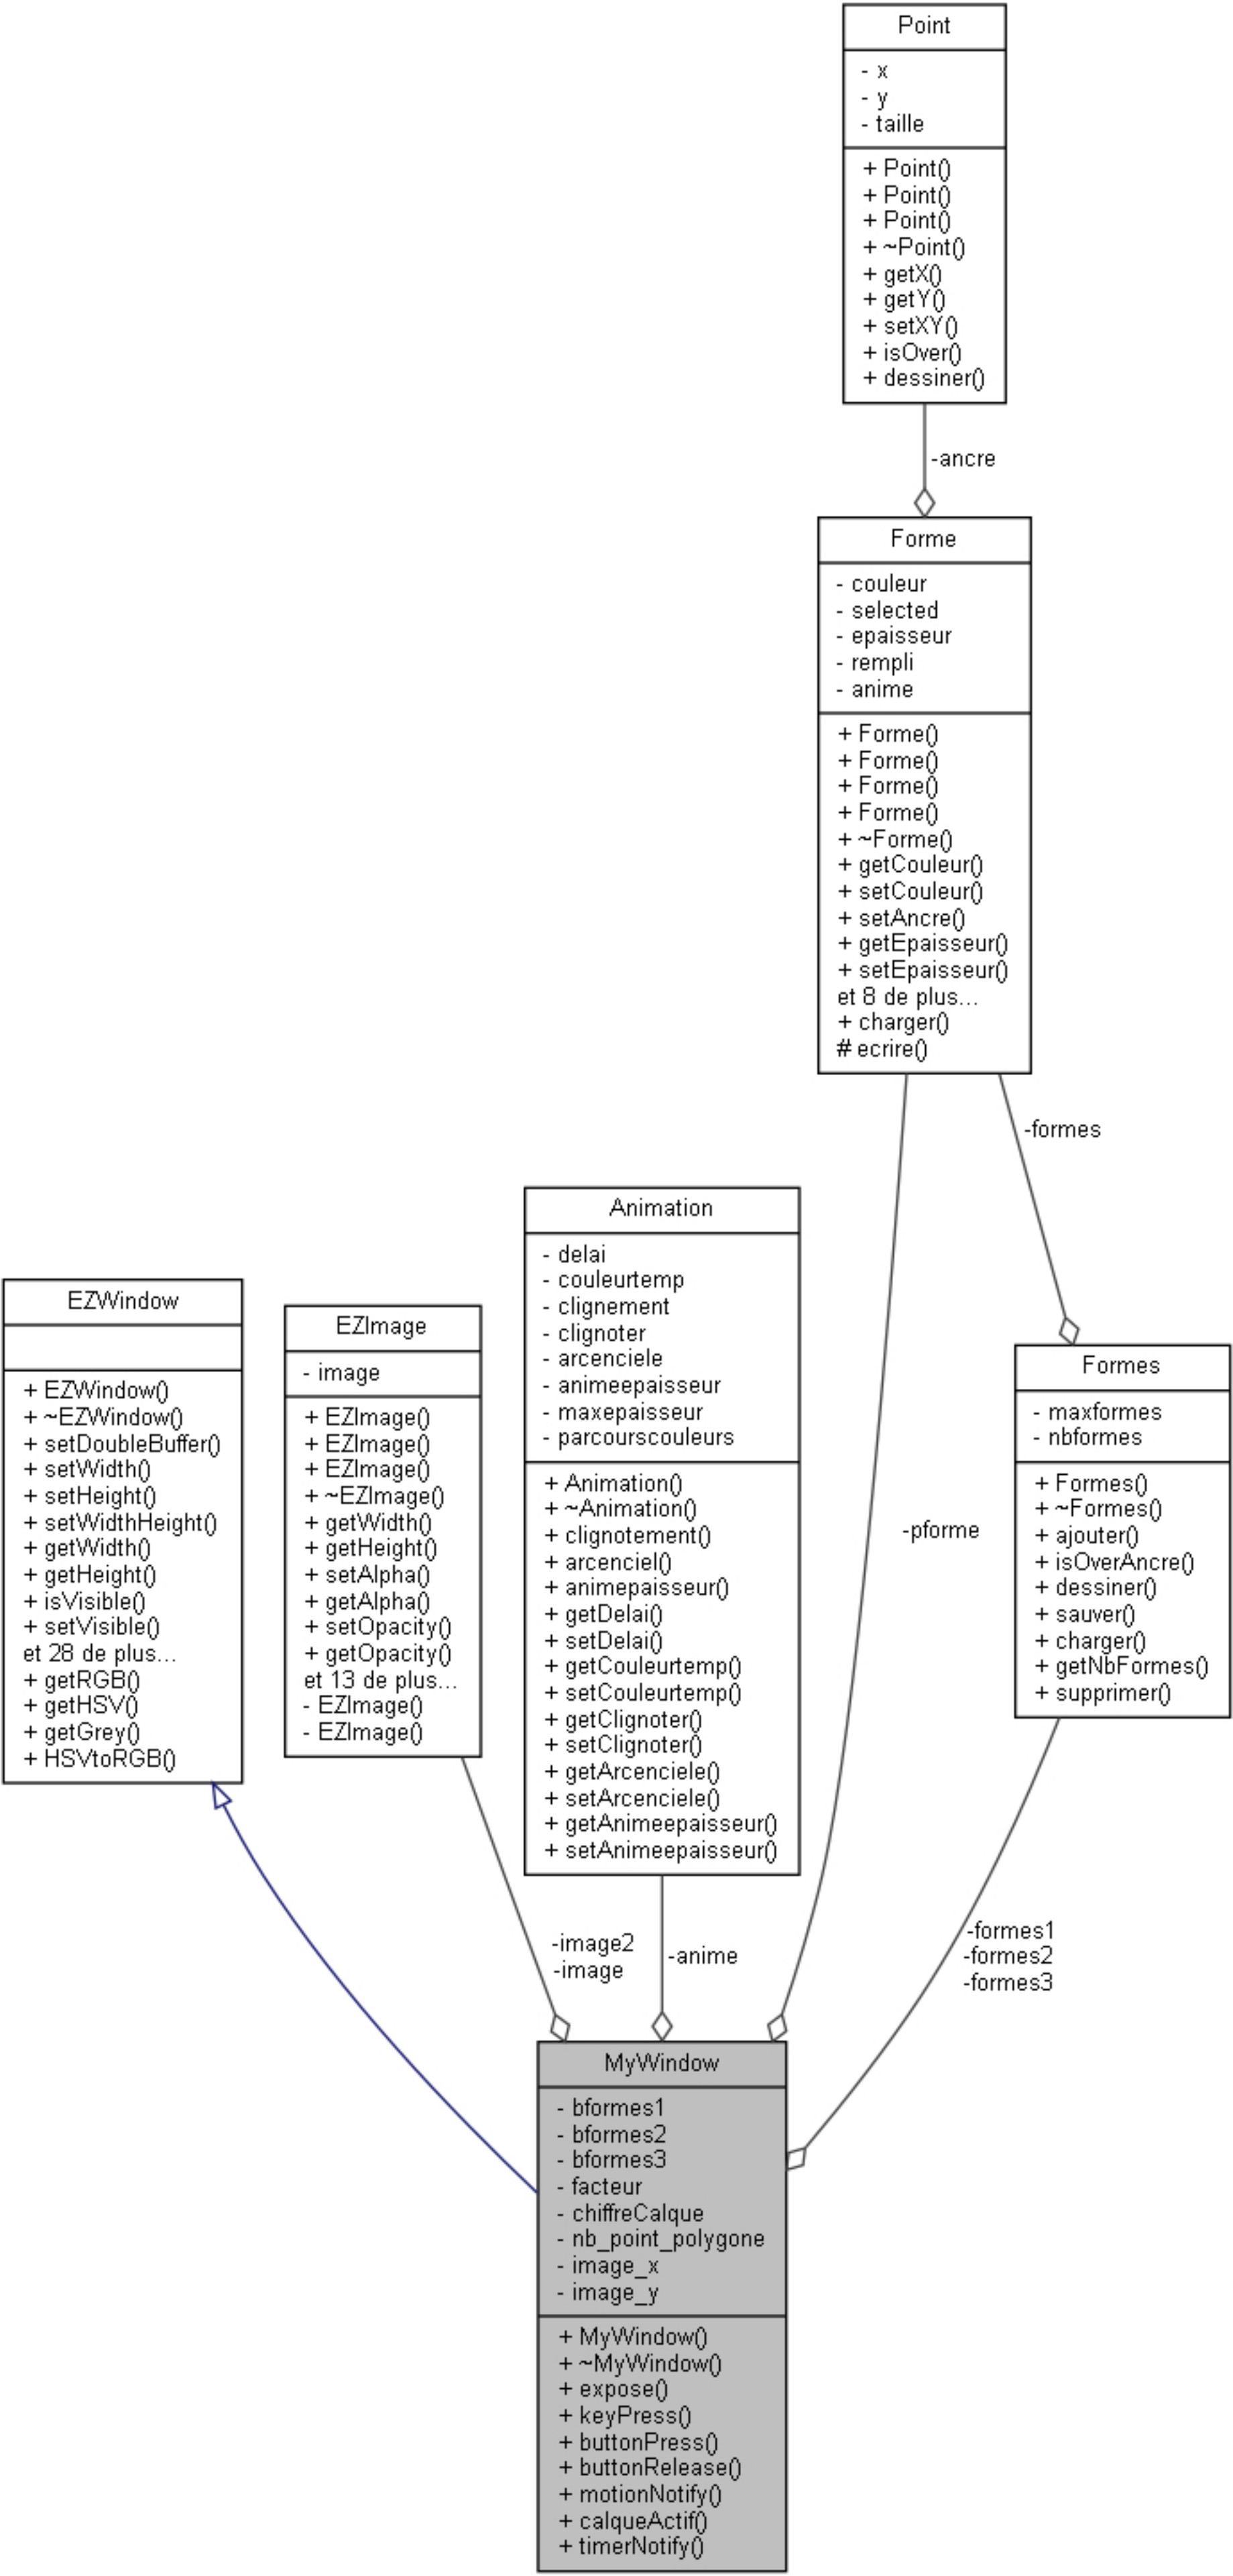 Point
- x
- y
- taille
+ Point()
+ Point()
+ Point()
+ ~Point()
+ getX()
+ getY()
+ setXY()
+ isOver()
+ dessiner()
-ancre
Forme
- couleur
- selected
- epaisseur
- rempli
- anime
+ Forme()
+ Forme()
+ Forme()
+ Forme()
+ ~Forme()
+ getCouleur()
+ setCouleur()
+ setAncre()
+ getEpaisseur()
+ setEpaisseur()
et 8 de plus...
+ charger()
# ecrire()
-formes
EZWindow
+ EZWindow()
+ ~EZWindow()
+ setDoubleBuffer()
+ setWidth()
+ setHeight()
+ setWidthHeight()
+ getWidth()
+ getHeight()
+ isVisible()
+ setVisible()
et 28 de plus...
+ getRGB()
+ getHSV()
+ getGrey()
+ HSVtoRGB()
EZImage
- image
+ EZImage()
+ EZImage()
+ EZImage()
+ ~EZImage()
+ getWidth()
+ getHeight()
+ setAlpha()
+ getAlpha()
+ setOpacity()
+ getOpacity()
et 13 de plus...
- EZImage()
- EZImage()
Animation
- delai
- couleurtemp
- clignement
- clignoter
- arcenciele
- animeepaisseur
- maxepaisseur
- parcourscouleurs
+ Animation()
+ ~Animation()
+ clignotement()
+ arcenciel()
+ animepaisseur()
+ getDelai()
+ setDelai()
+ getCouleurtemp()
+ setCouleurtemp()
+ getClignoter()
+ setClignoter()
+ getArcenciele()
+ setArcenciele()
+ getAnimeepaisseur()
+ setAnimeepaisseur()
-pforme
Formes
- maxformes
- nbformes
+ Formes()
+ ~Formes()
+ ajouter()
+ isOverAncre()
+ dessiner()
+ sauver()
+ charger()
+ getNbFormes()
+ supprimer()
-image2
-image
-anime
-formes1
-formes2
-formes3
MyWindow
- bformes1
- bformes2
- bformes3
- facteur
- chiffreCalque
- nb_point_polygone
- image_x
- image_y
+ MyWindow()
+ ~MyWindow()
+ expose()
+ keyPress()
+ buttonPress()
+ buttonRelease()
+ motionNotify()
+ calqueActif()
+ timerNotify()